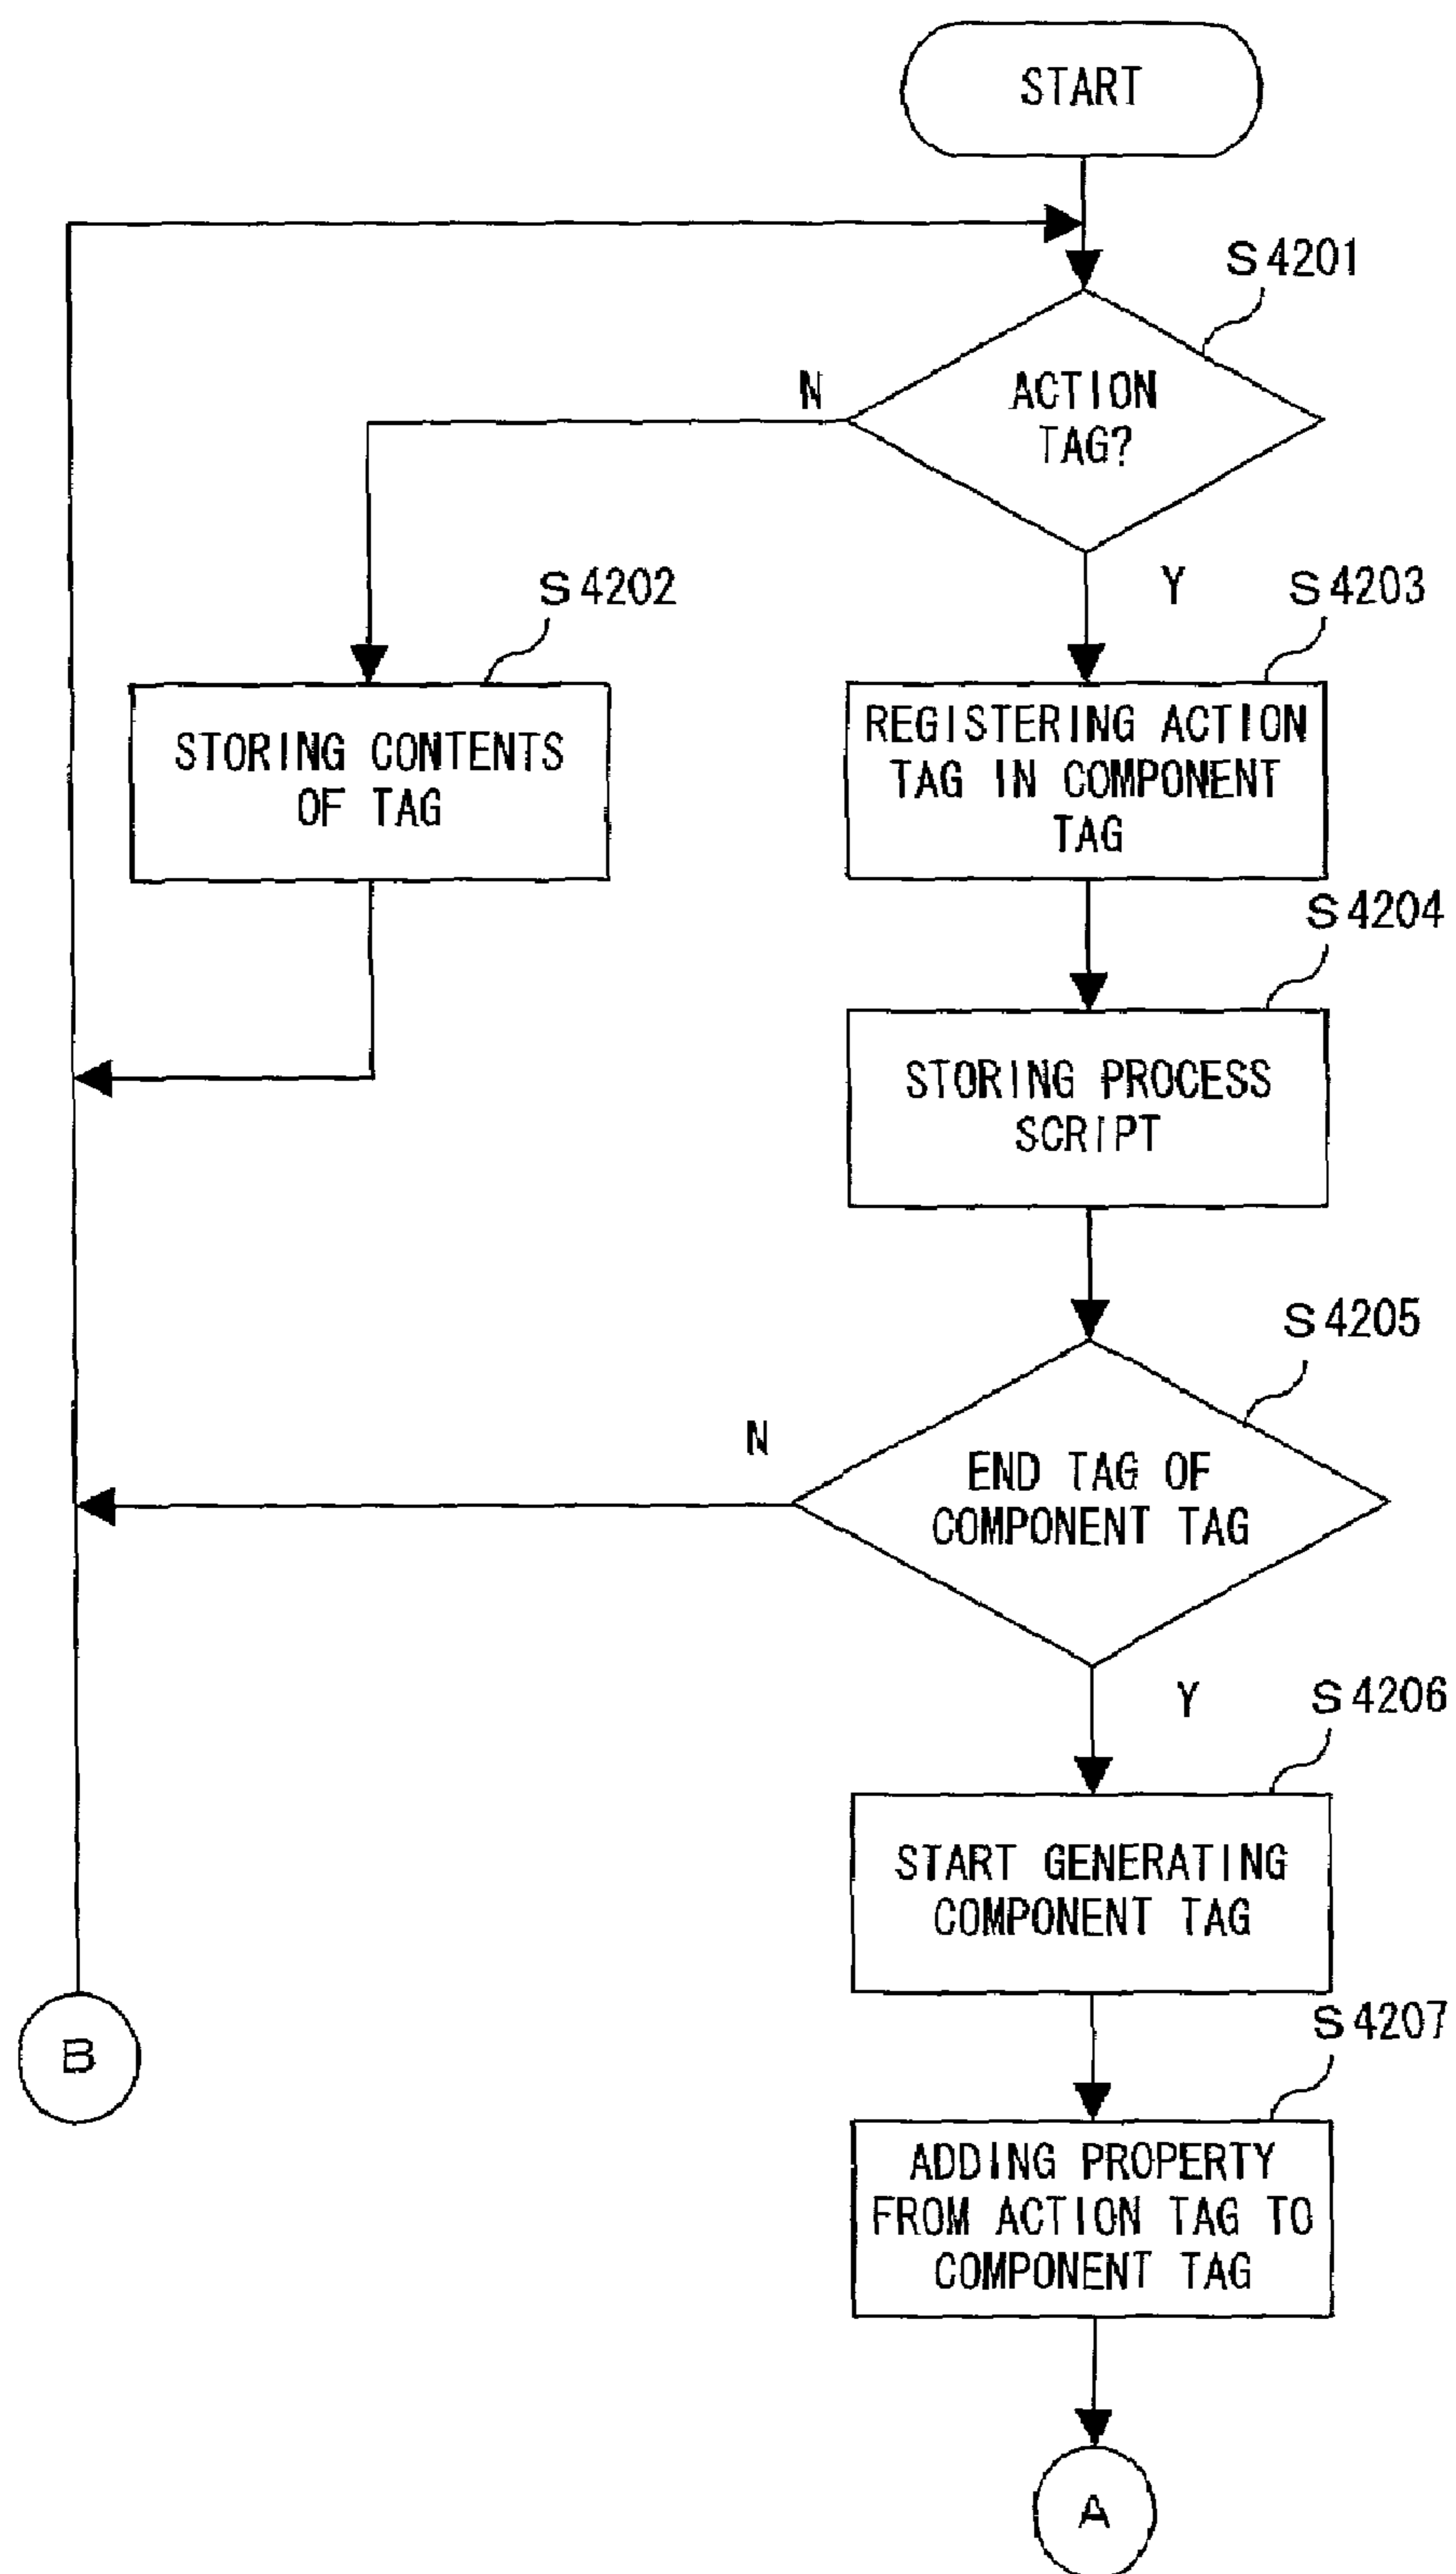 START
S4201
ACTION
TAG?
N
Y
S4202
STORING CONTENTS
OF TAG
S4203
REGISTERING ACTION
TAG IN COMPONENT
TAG
S4204
STORING PROCESS
SCRIPT
S4205
END TAG OF
COMPONENT TAG
N
Y
S4206
START GENERATING
COMPONENT TAG
B
S4207
ADDING PROPERTY
FROM ACTION TAG TO
COMPONENT TAG
A